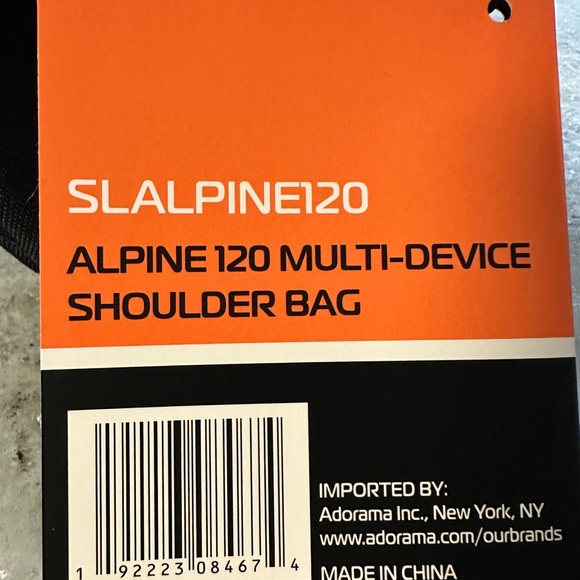 SLALPINE120
ALPINE 120 MULTI-DEVICE
SHOULDER BAG
IMPORTED BY:
Adorama Inc., New York, NY
www.adorama.com/ourbrands
MADE IN CHINA
1 92223 08467 4